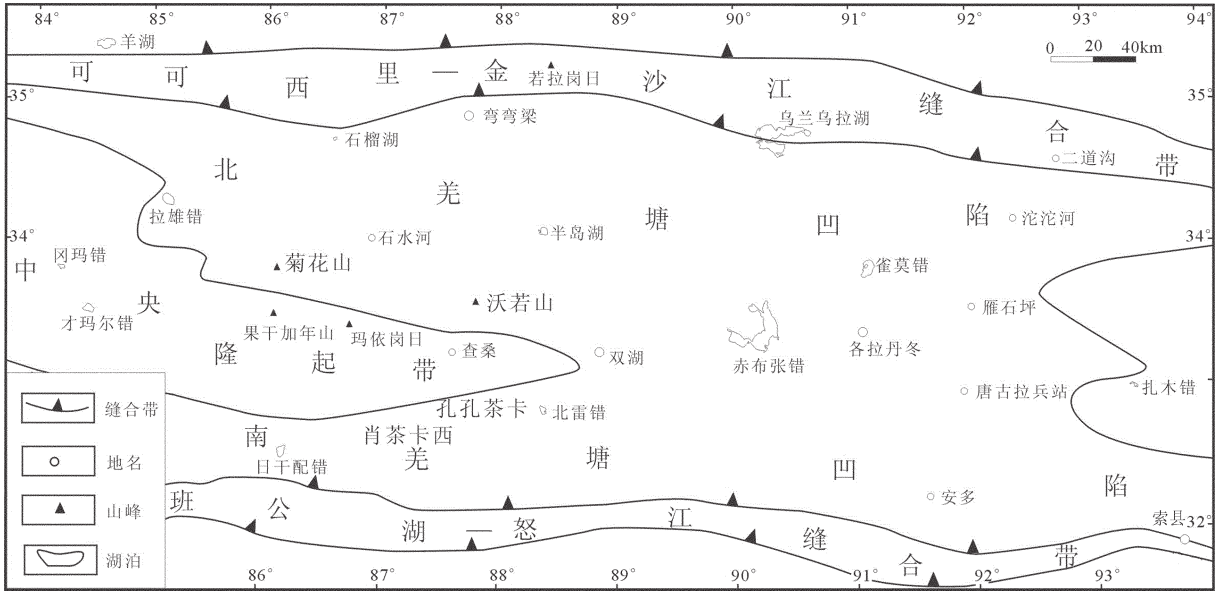 84° 85° 86° 87° 88° 89° 90° 91° 92° 93° 94°
羊湖
0 20 40km
可可西里—金沙江缝合带
若拉岗日
35° 35°
弯弯梁
乌兰乌拉湖
石榴湖
二道沟
北羌塘凹陷
拉雄错
沱沱河
石水河
半岛湖
34° 34°
冈玛错
菊花山
雀莫错
中央隆起带
沃若山
雁石坪
才玛尔错
果干加年山
玛依岗日
查桑
双湖
赤布张错
各拉丹冬
唐古拉兵站
扎木错
孔孔茶卡
北雷错
肖茶卡西
南羌塘凹陷
日干配错
安多
索县
32°
班公湖—怒江缝合带
缝合带
地名
山峰
湖泊
86° 87° 88° 89° 90° 91° 92° 93°